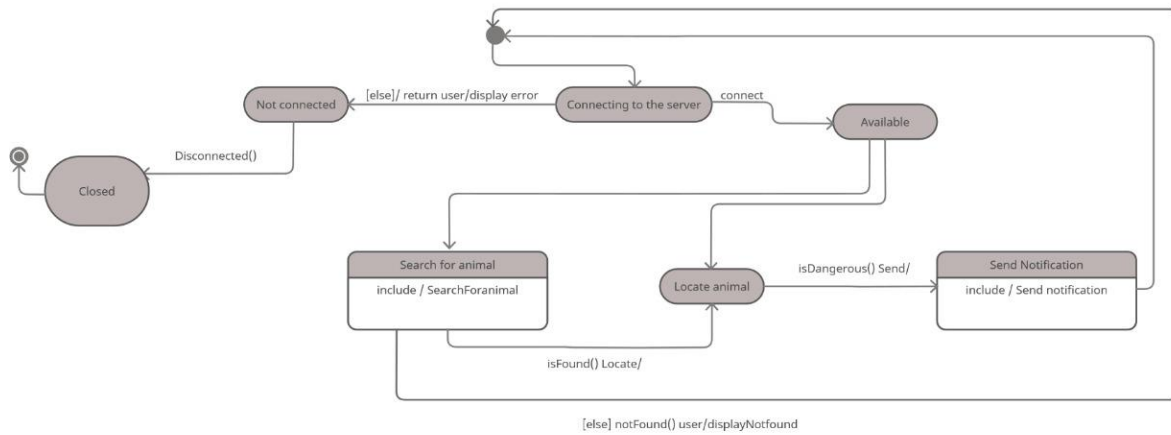 [else]/ return user/display error
Not connected
Connecting to the server
connect
Available
Disconnected()
Closed
Search for animal
include / SearchForanimal
Locate animal
isDangerous() Send/
Send Notification
include / Send notification
isFound() Locate/
[else] notFound() user/displayNotfound